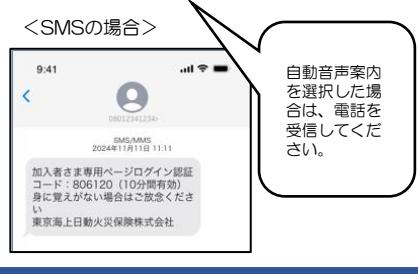 ＜SMSの場合＞
9:41
08012341234>
SMS/MMS
2024年11月11日 11:11
加入者さま専用ページログイン認証
コード：806120（10分間有効）
身に覚えがない場合はご放念くださ
い
東京海上日動火災保険株式会社
自動音声案内
を選択した場
合は、電話を
受信してくだ
さい。